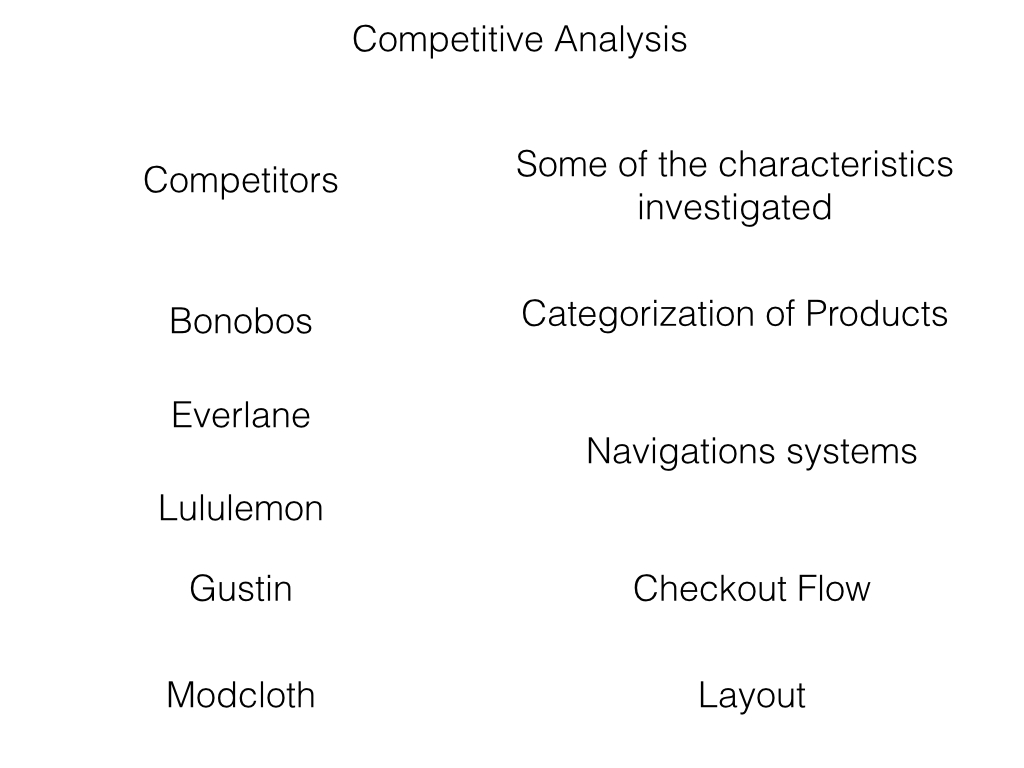 Competitive Analysis
Competitors
Bonobos
Everlane
Lululemon
Gustin
Modcloth
Some of the characteristics
investigated
Categorization of Products
Navigations systems
Checkout Flow
Layout